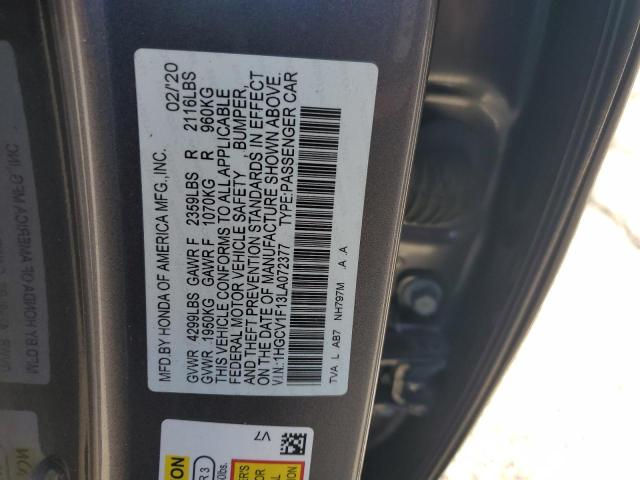 MFD.BY HONDA OF AMERICA MFG.,INC. 02/'20
GVWR 4299LBS GAWR F 2359LBS R 2116LBS
GVWR 1950KG GAWR F 1070KG R 960KG
THIS VEHICLE CONFORMS TO ALL APPLICABLE
FEDERAL MOTOR VEHICLE SAFETY, BUMPER,
AND THEFT PREVENTION STANDARDS IN EFFECT
ON THE DATE OF MANUFACTURE SHOWN ABOVE.
V.I.N.:1HGCV1F13LA072377 TYPE:PASSENGER CAR
TVA L AB7 NH797M A .A
V7